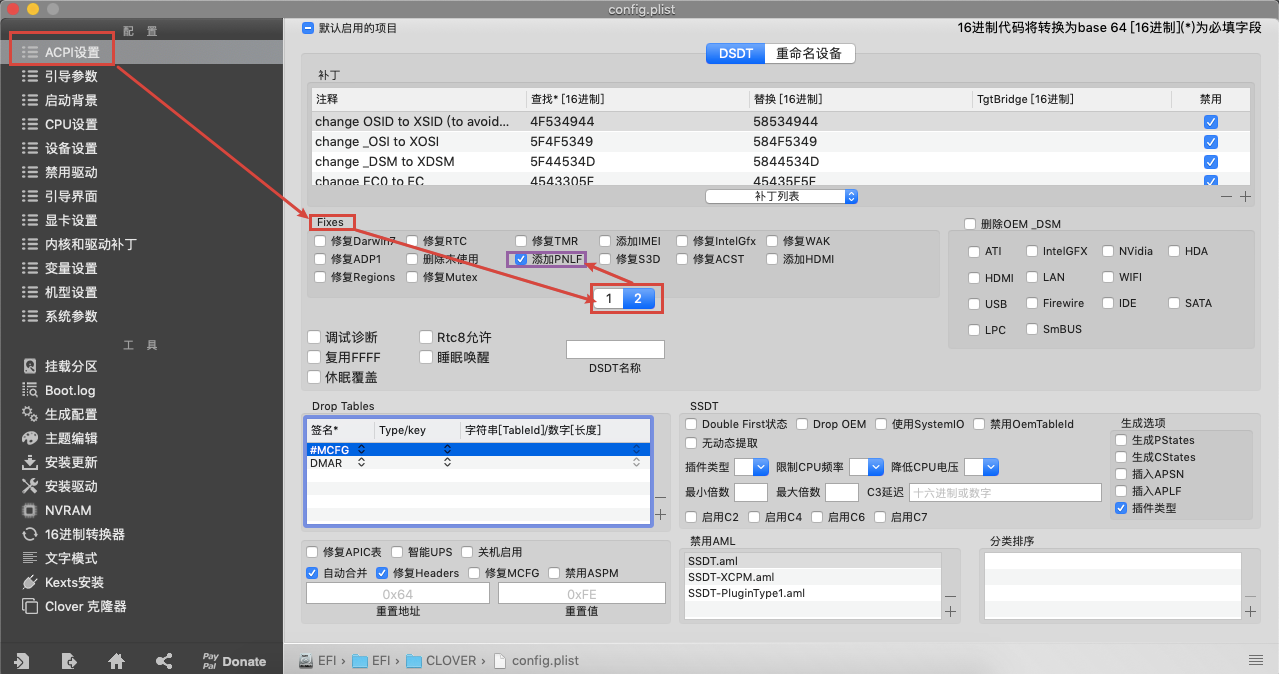 config.plist
配 置
ACPI设置
引导参数
启动背景
CPU设置
设备设置
禁用驱动
引导界面
显卡设置
内核和驱动补丁
变量设置
机型设置
系统参数
工 具
挂载分区
Boot.log
生成配置
主题编辑
安装更新
安装驱动
NVRAM
16进制转换器
文字模式
Kexts安装
Clover 克隆器
Pay Pal Donate
默认启用的项目
16进制代码将转换为base 64 [16进制](*)为必填字段
DSDT 重命名设备
补丁
注释 查找* [16进制] 替换 [16进制] TgtBridge [16进制] 禁用
change OSID to XSID (to avoid... 4F534944 58534944
change _OSI to XOSI 5F4F5349 584F5349
change _DSM to XDSM 5F44534D 5844534D
change EC0 to EC 4543305F 45435F5F
补丁列表
Fixes
修复Darwin7 修复RTC 修复TMR 添加IMEI 修复IntelGfx 修复WAK
修复ADP1 删除未使用 添加PNLF 修复S3D 修复ACST 添加HDMI
修复Regions 修复Mutex
1 2
删除OEM _DSM
ATI IntelGFX NVidia HDA
HDMI LAN WIFI
USB Firewire IDE SATA
LPC SmBUS
调试诊断 Rtc8允许
复用FFFF 睡眠唤醒
休眠覆盖
DSDT名称
Drop Tables
签名* Type/key 字符串[TableId]/数字[长度]
#MCFG
DMAR
SSDT
Double First状态 Drop OEM 使用SystemIO 禁用OemTableId
无动态提取
插件类型 限制CPU频率 降低CPU电压
最小倍数 最大倍数 C3延迟 十六进制或数字
启用C2 启用C4 启用C6 启用C7
生成选项
生成PStates
生成CStates
插入APSN
插入APLF
插件类型
修复APIC表 智能UPS 关机启用
自动合并 修复Headers 修复MCFG 禁用ASPM
0x64 0xFE
重置地址 重置值
禁用AML
SSDT.aml
SSDT-XCPM.aml
SSDT-PluginType1.aml
分类排序
EFI › EFI › CLOVER › config.plist